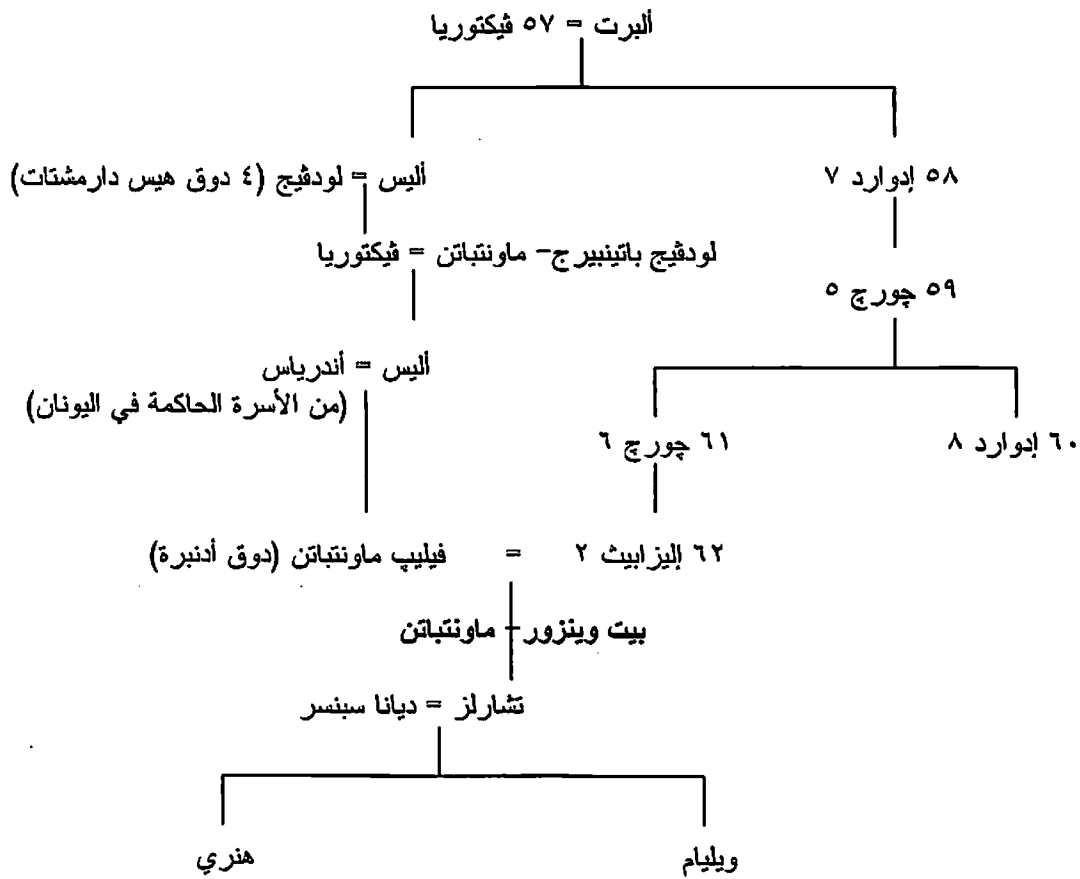 ألبرت = ٥٧ ڤيكتوريا
٥٨ إدوارد ٧
أليس = لودڤيج (٤ دوق هيس دارمشتات)
لودڤيج باتينبيرج- ماونتباتن = ڤيكتوريا
٥٩ چورچ ٥
أليس = أندرياس
(من الأسرة الحاكمة في اليونان)
٦٠ إدوارد ٨
٦١ چورچ ٦
٦٢ إليزابيث ٢ = فيليپ ماونتباتن (دوق أدنبرة)
بيت وينزور - ماونتباتن
تشارلز = ديانا سبنسر
ويليام
هنري